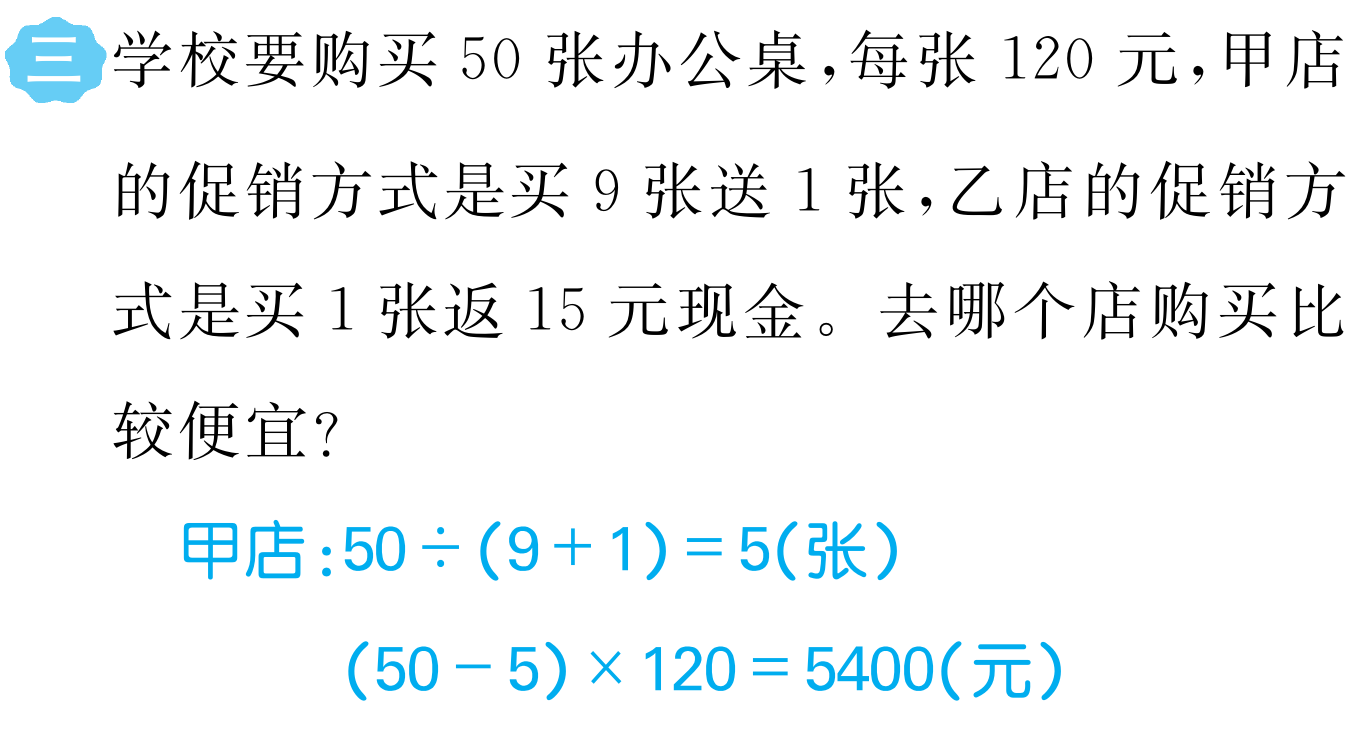 三 学校要购买 50 张办公桌,每张 120 元,甲店
的促销方式是买 9 张送 1 张,乙店的促销方
式是买 1 张返 15 元现金。去哪个店购买比
较便宜?
甲店:50÷(9+1)=5(张)
(50-5)×120=5400(元)